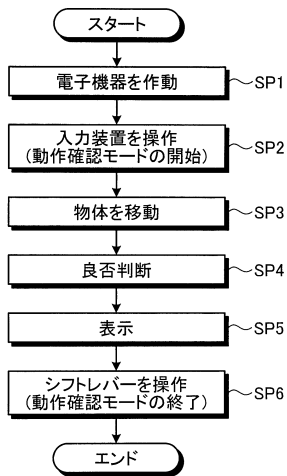 スタート
電子機器を作動
SP1
入力装置を操作
(動作確認モードの開始)
SP2
物体を移動
SP3
良否判断
SP4
表示
SP5
シフトレバーを操作
(動作確認モードの終了)
SP6
エンド